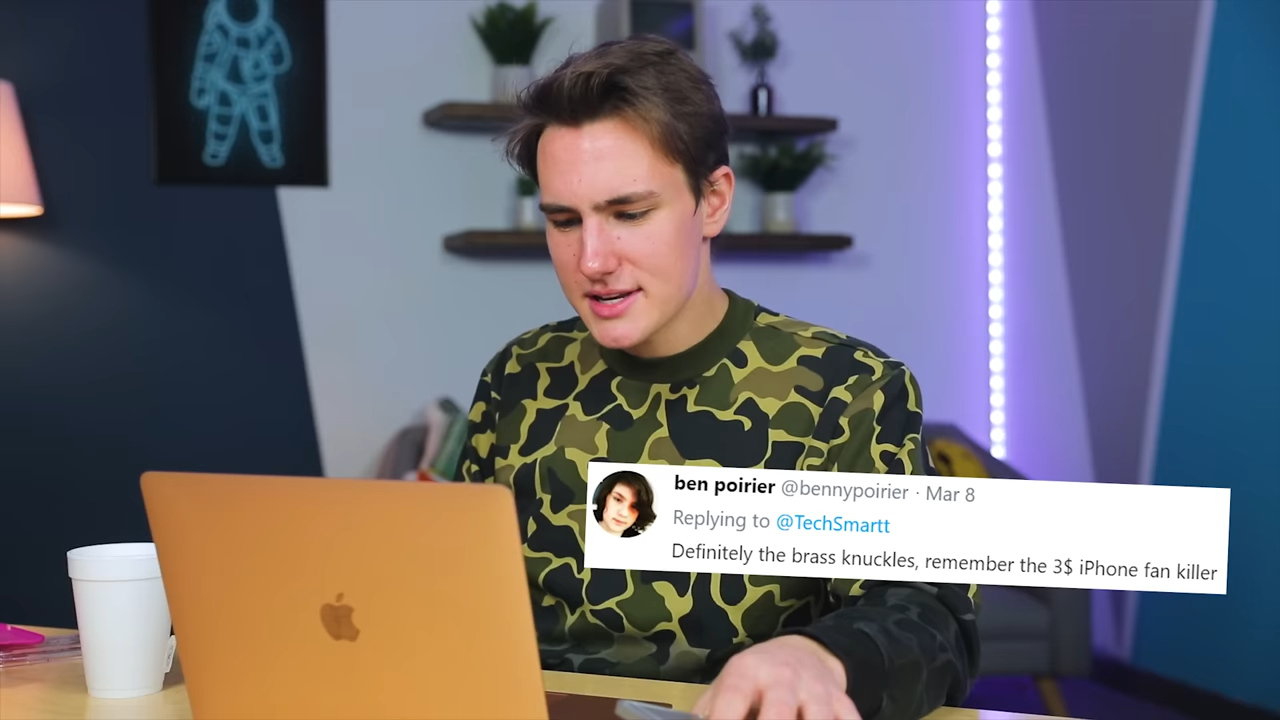 ben poirier @bennypoirier · Mar 8
Replying to @TechSmartt
Definitely the brass knuckles, remember the 3$ iPhone fan killer